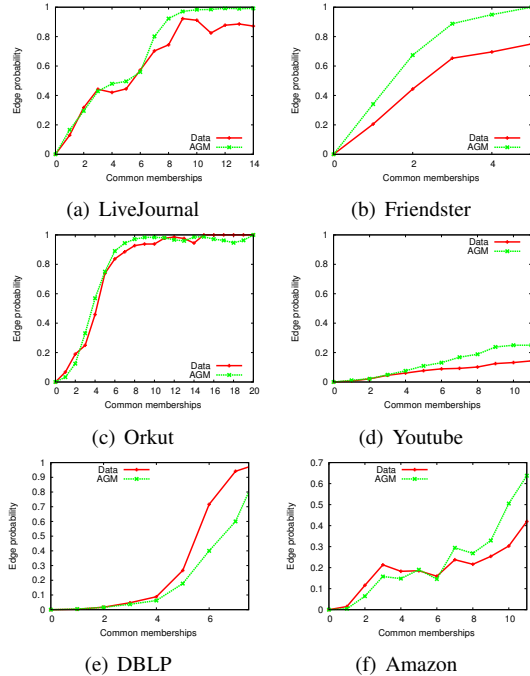 1
0.8
0.6
0.4
0.2
0
Edge probability
Data
AGM
0 2 4 6 8 10 12 14
Common memberships
(a) LiveJournal
1
0.8
0.6
0.4
0.2
0
Edge probability
Data
AGM
0 2 4
Common memberships
(b) Friendster
1
0.8
0.6
0.4
0.2
0
Edge probability
Data
AGM
0 2 4 6 8 10 12 14 16 18 20
Common memberships
(c) Orkut
1
0.8
0.6
0.4
0.2
0
Edge probability
Data
AGM
0 2 4 6 8 10
Common memberships
(d) Youtube
1
0.9
0.8
0.7
0.6
0.5
0.4
0.3
0.2
0.1
0
Edge probability
Data
AGM
0 2 4 6
Common memberships
(e) DBLP
0.7
0.6
0.5
0.4
0.3
0.2
0.1
0
Edge probability
Data
AGM
0 2 4 6 8 10
Common memberships
(f) Amazon